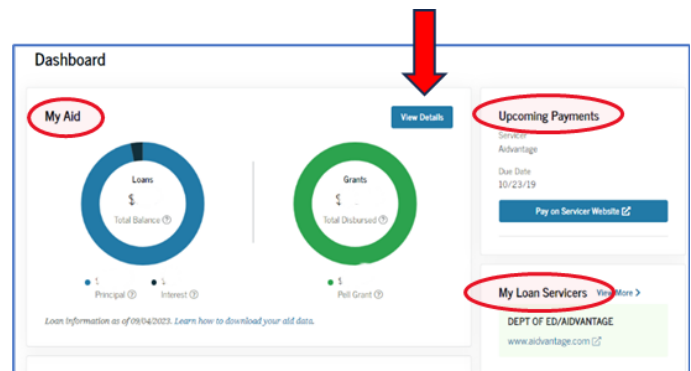 Dashboard
My Aid
View Details
Loans
$
Total Balance
Grants
$
Total Disbursed
Principal
Interest
$
Pell Grant
Loan information as of 09/04/2023. Learn how to download your aid data.
Upcoming Payments
Servicer
Aidvantage
Due Date
10/23/19
Pay on Servicer Website
My Loan Servicers View More >
DEPT OF ED/AIDVANTAGE
www.aidvantage.com